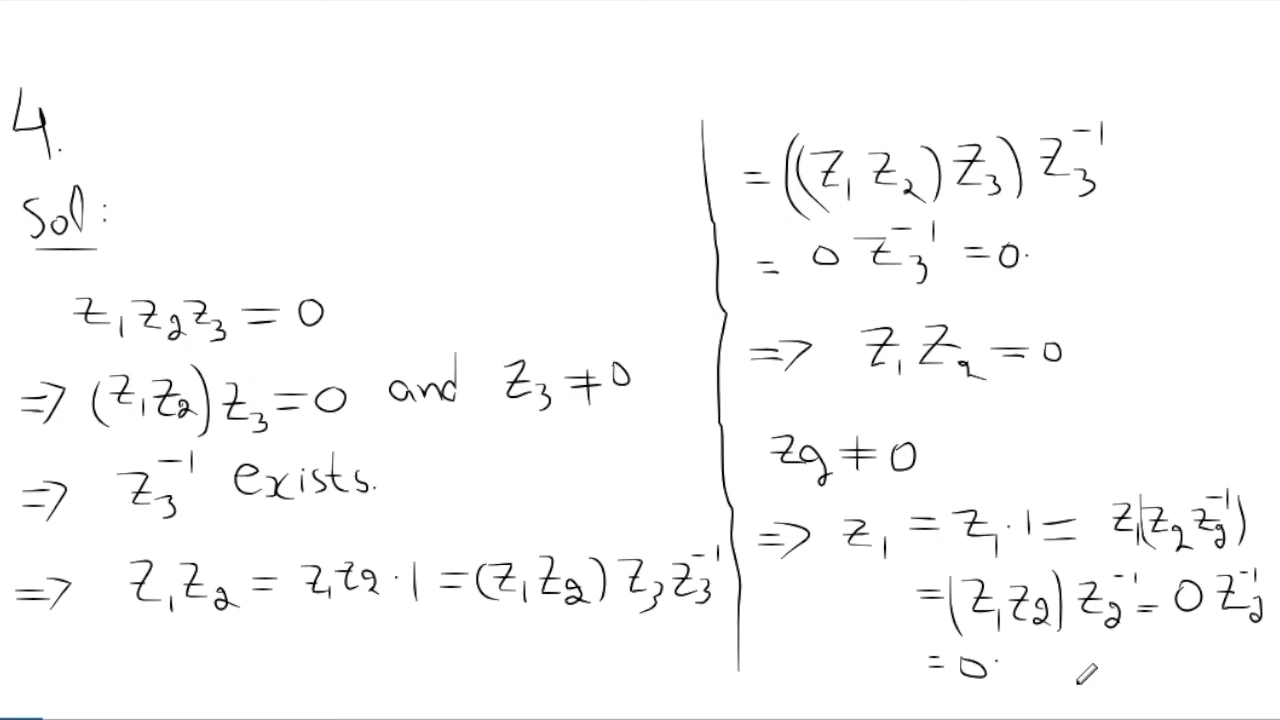 4.
Sol:
z₁z₂z₃ = 0
=> (z₁z₂)z₃ = 0 and z₃ ≠ 0
=> z₃⁻¹ exists.
=> z₁z₂ = z₁z₂·1 = (z₁z₂) z₃z₃⁻¹
= ((z₁z₂)z₃)z₃⁻¹
= 0 z₃⁻¹ = 0.
=> z₁z₂ = 0
z₂ ≠ 0
=> z₁ = z₁·1 = z₁(z₂z₂⁻¹)
= (z₁z₂)z₂⁻¹ = 0 z₂⁻¹
= 0.